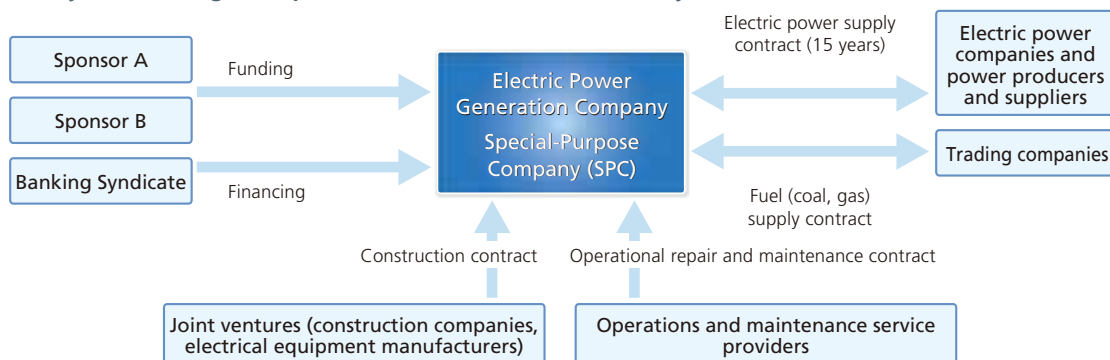 Sponsor A
Sponsor B
Banking Syndicate
Funding
Financing
Electric Power
Generation Company
Special-Purpose
Company (SPC)
Electric power supply
contract (15 years)
Electric power
companies and
power producers
and suppliers
Trading companies
Fuel (coal, gas)
supply contract
Construction contract
Operational repair and maintenance contract
Joint ventures (construction companies,
electrical equipment manufacturers)
Operations and maintenance service
providers